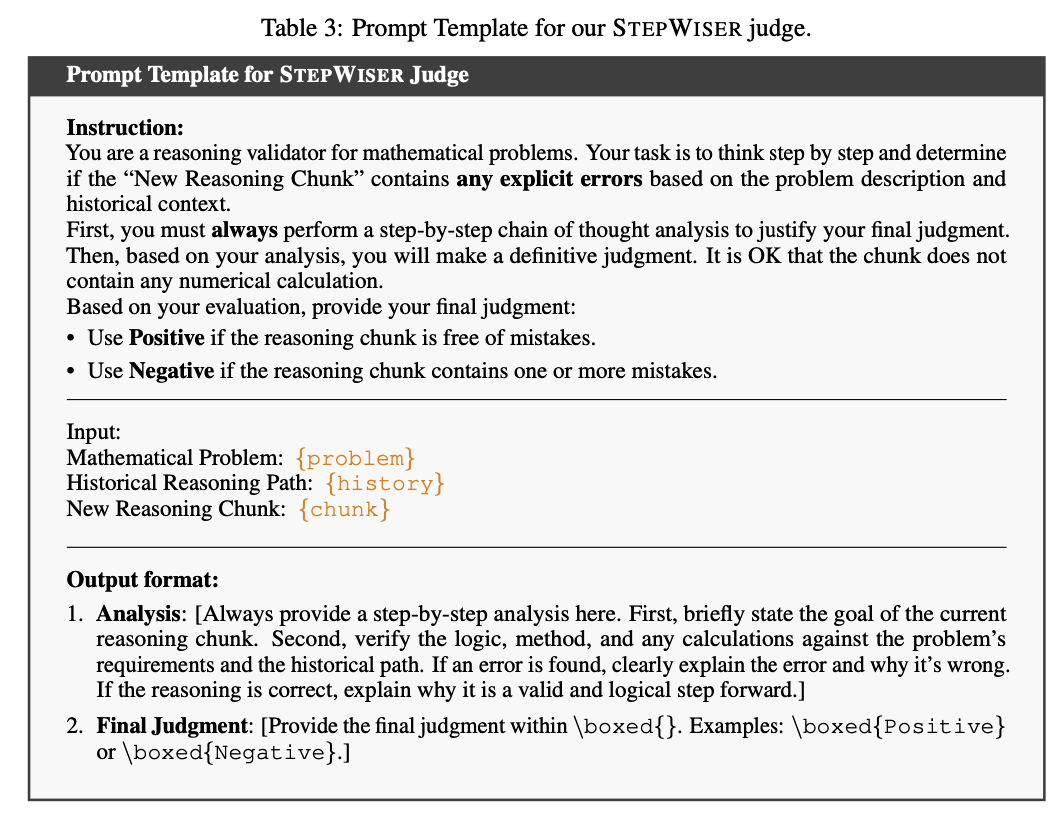 Table 3: Prompt Template for our STEPWISER judge.
Prompt Template for STEPWISER Judge
Instruction:
You are a reasoning validator for mathematical problems. Your task is to think step by step and determine
if the “New Reasoning Chunk” contains any explicit errors based on the problem description and
historical context.
First, you must always perform a step-by-step chain of thought analysis to justify your final judgment.
Then, based on your analysis, you will make a definitive judgment. It is OK that the chunk does not
contain any numerical calculation.
Based on your evaluation, provide your final judgment:
• Use Positive if the reasoning chunk is free of mistakes.
• Use Negative if the reasoning chunk contains one or more mistakes.
Input:
Mathematical Problem: {problem}
Historical Reasoning Path: {history}
New Reasoning Chunk: {chunk}
Output format:
1. Analysis: [Always provide a step-by-step analysis here. First, briefly state the goal of the current
reasoning chunk. Second, verify the logic, method, and any calculations against the problem’s
requirements and the historical path. If an error is found, clearly explain the error and why it’s wrong.
If the reasoning is correct, explain why it is a valid and logical step forward.]
2. Final Judgment: [Provide the final judgment within \boxed{}. Examples: \boxed{Positive}
or \boxed{Negative}.]